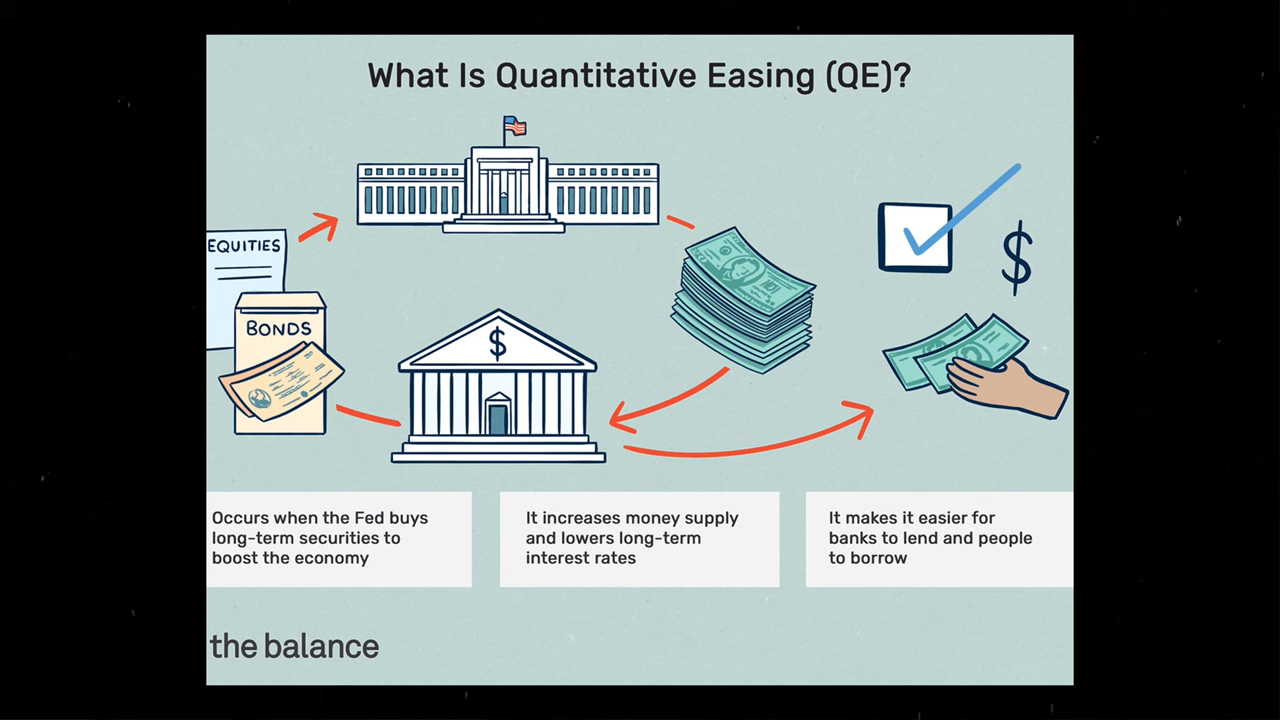 What Is Quantitative Easing (QE)?
EQUITIES
BONDS
$
$
Occurs when the Fed buys
long-term securities to
boost the economy
It increases money supply
and lowers long-term
interest rates
It makes it easier for
banks to lend and people
to borrow
the balance